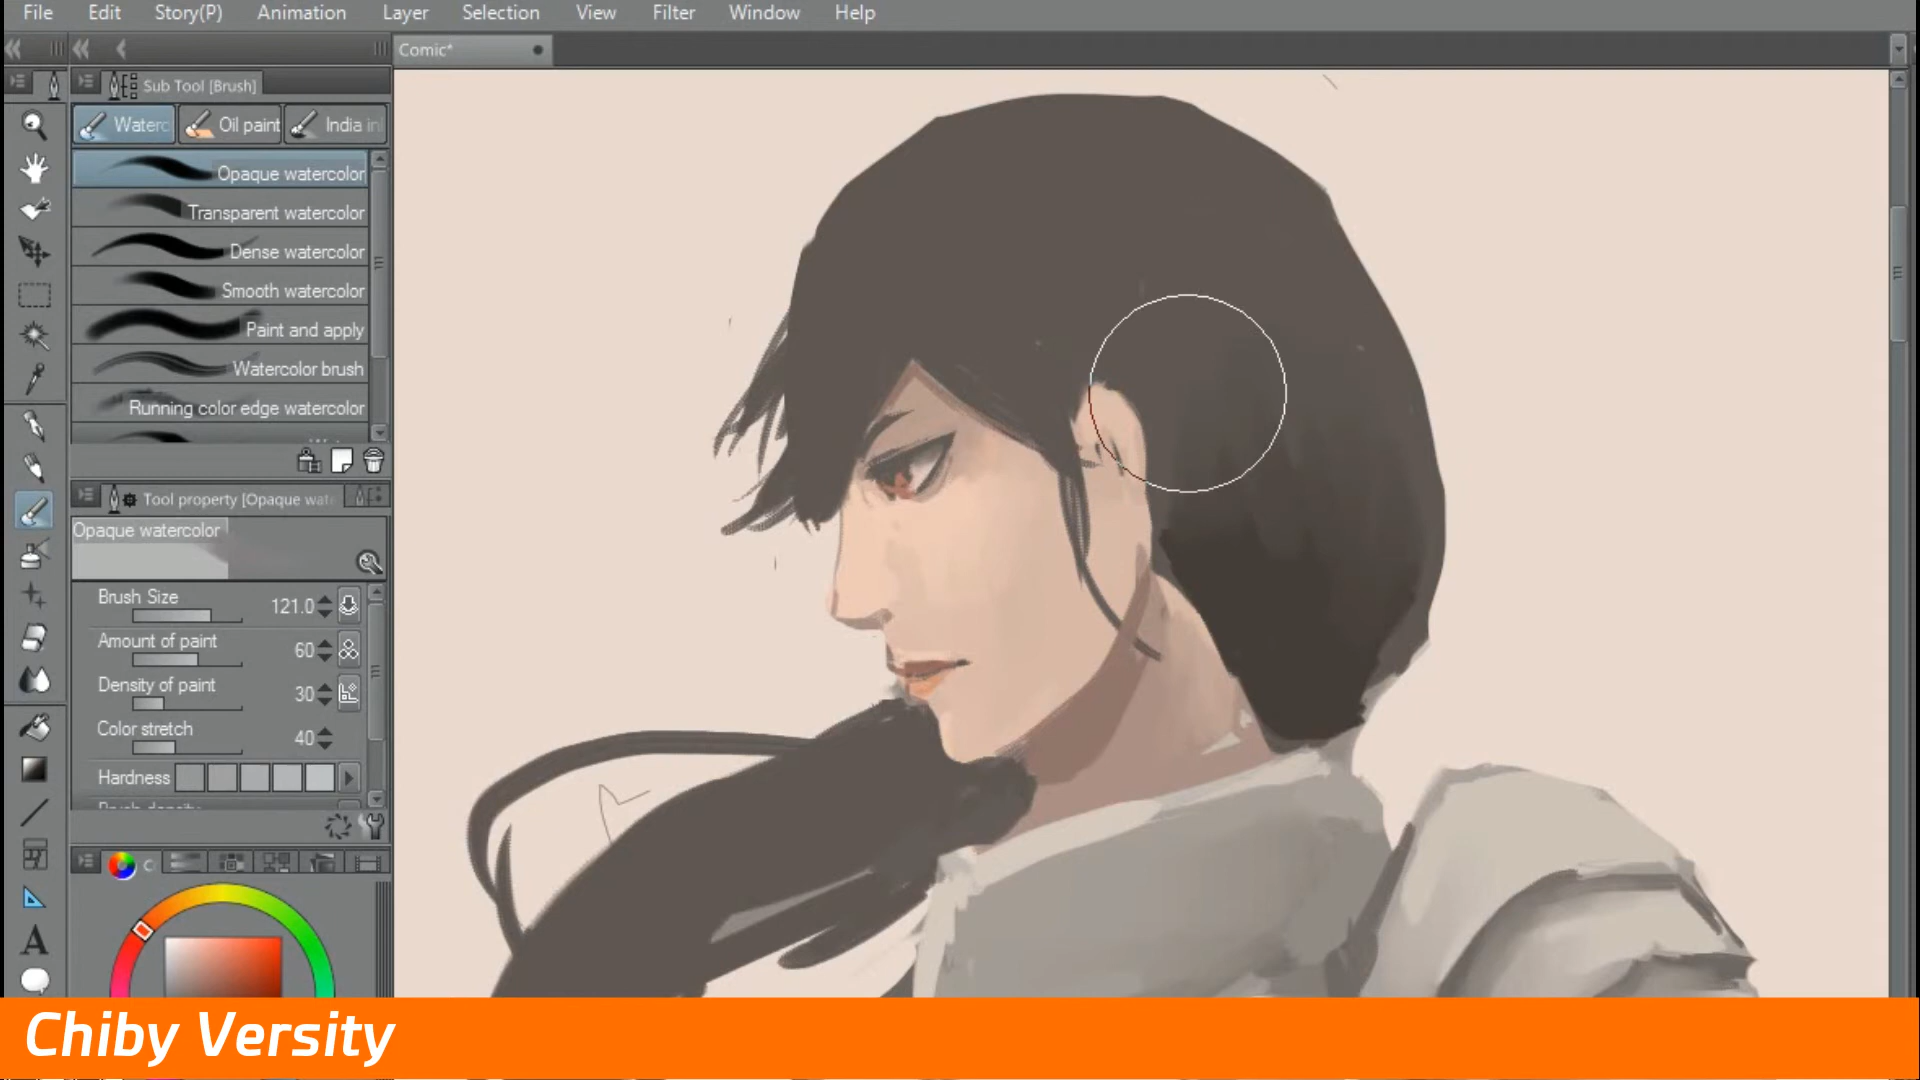 File Edit Story(P) Animation Layer Selection View Filter Window Help
Comic*
Sub Tool [Brush]
Waterc Oil paint India in
Opaque watercolor
Transparent watercolor
Dense watercolor
Smooth watercolor
Paint and apply
Watercolor brush
Running color edge watercolor
Tool property [Opaque wat
Opaque watercolor
Brush Size 121.0
Amount of paint 60
Density of paint 30
Color stretch 40
Hardness
Chiby Versity